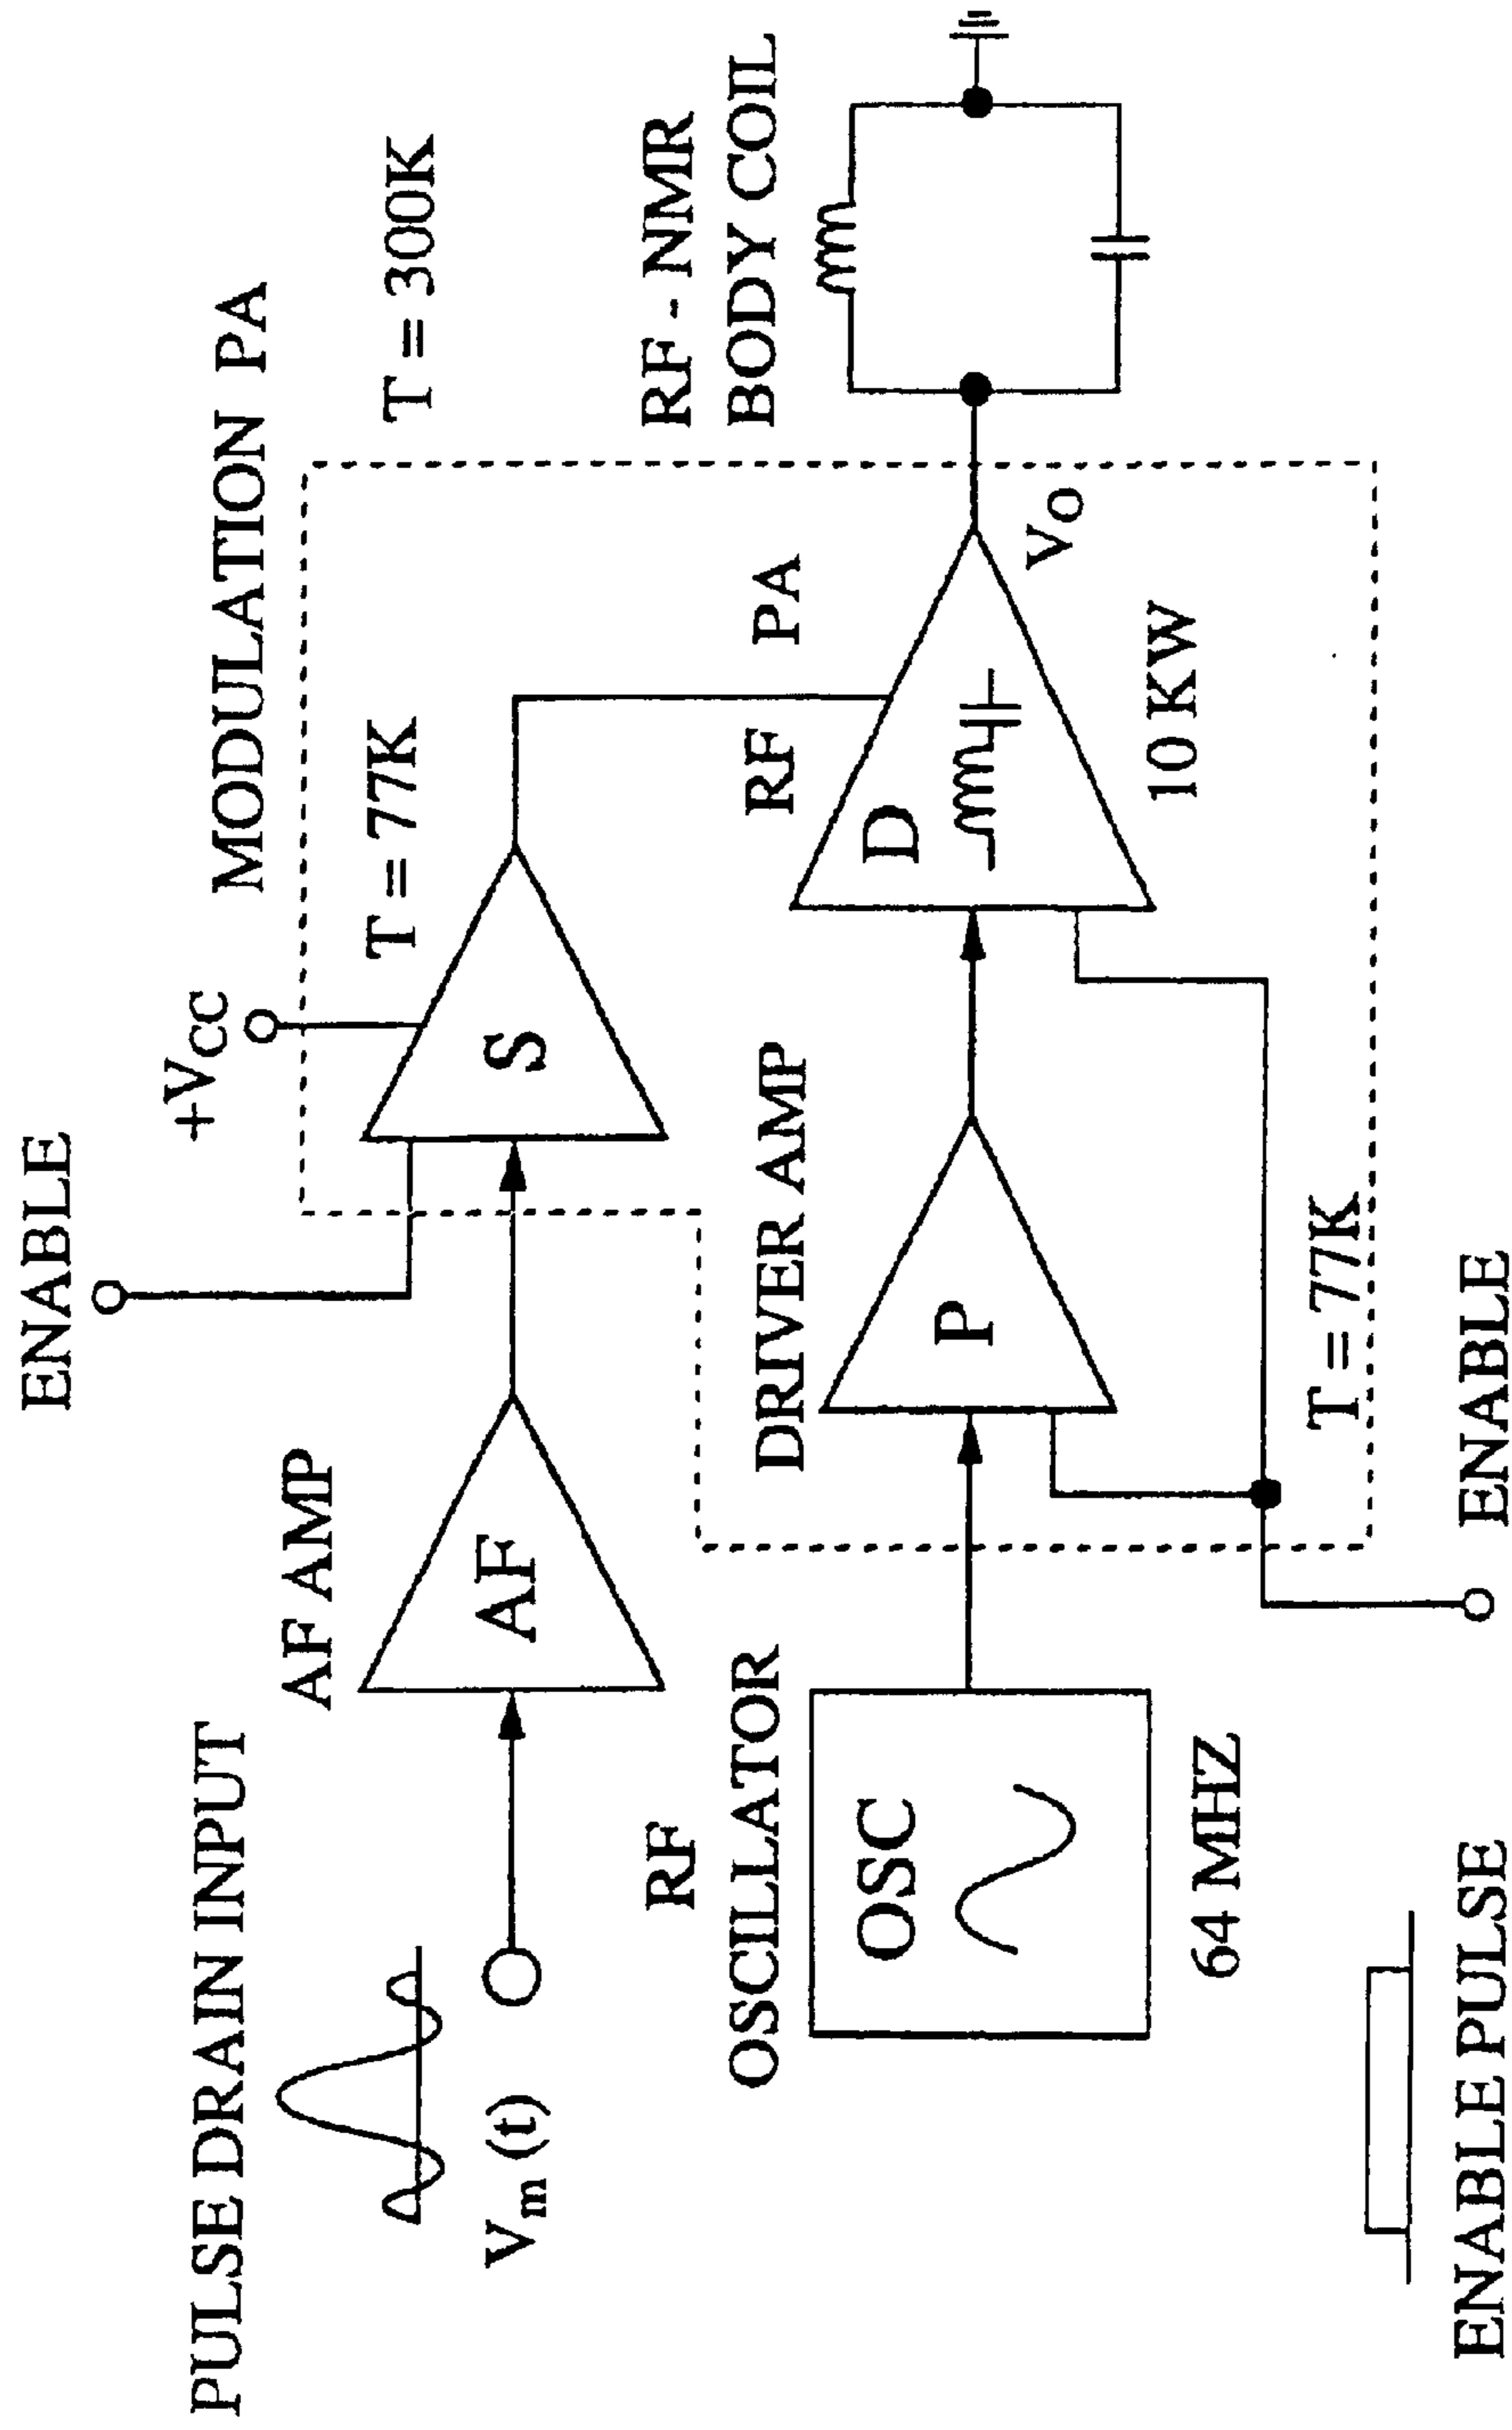 ENABLE
+VCC
MODULATION PA
PULSE DRAIN INPUT
AF AMP
T = 77K
T = 300K
AF
S
Vm (t)
RF
OSCILLATOR
DRIVER AMP
RF PA
RF - NMR
BODY COIL
OSC
P
D
VO
64 MHZ
10 KW
T = 77K
ENABLE PULSE
ENABLE